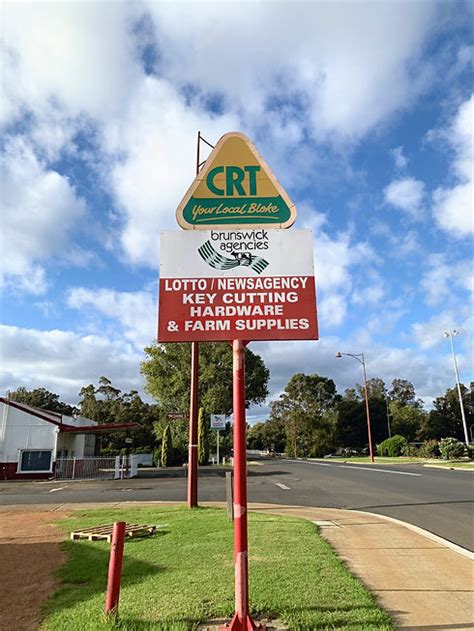 CRT
Your Local Bloke
brunswick
agencies
LOTTO / NEWSAGENCY
KEY CUTTING
HARDWARE
& FARM SUPPLIES